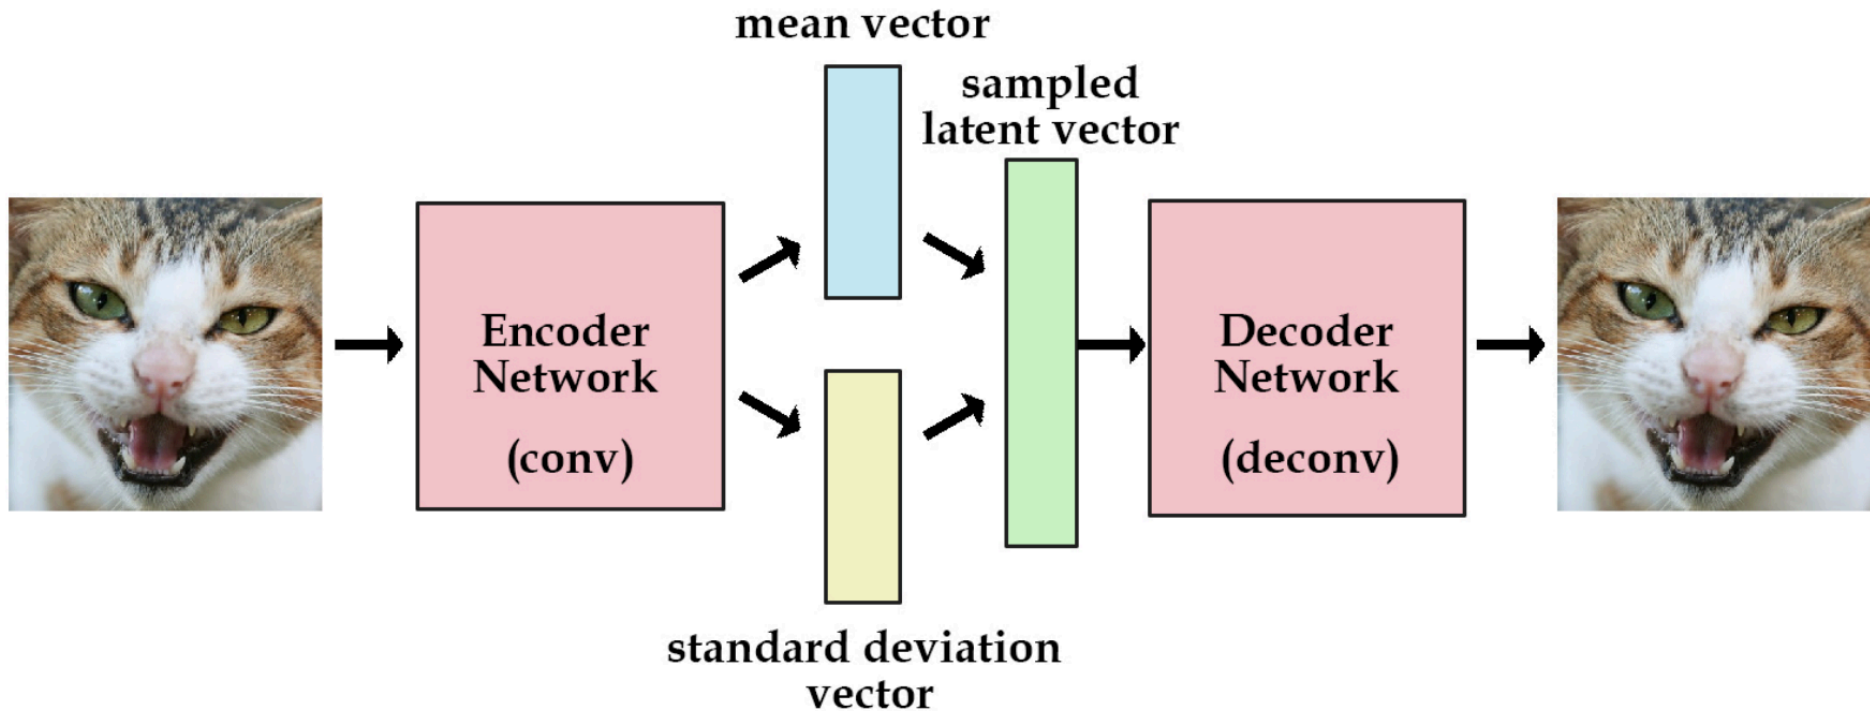 mean vector
sampled
latent vector
Encoder
Network
(conv)
Decoder
Network
(deconv)
standard deviation
vector